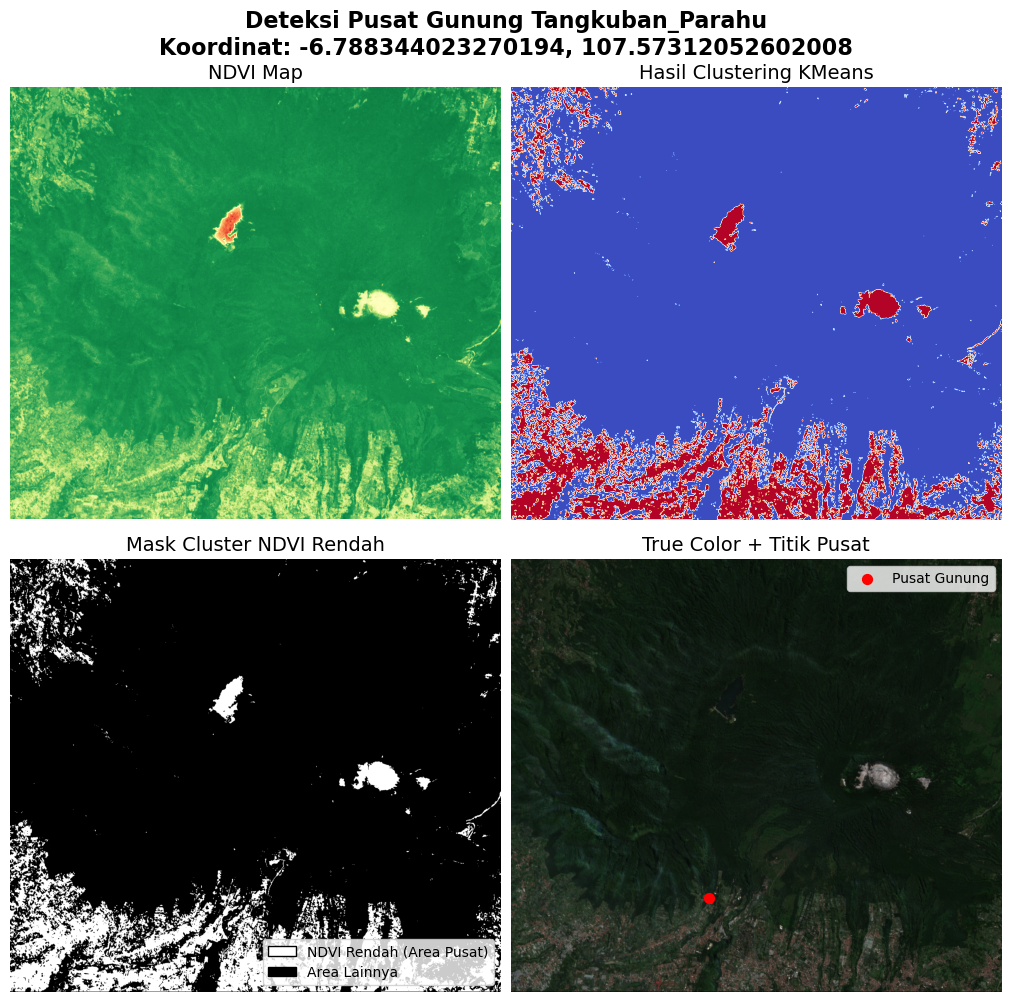 Deteksi Pusat Gunung Tangkuban_Parahu
Koordinat: -6.788344023270194, 107.57312052602008
NDVI Map
Hasil Clustering KMeans
Mask Cluster NDVI Rendah
True Color + Titik Pusat
Pusat Gunung
NDVI Rendah (Area Pusat)
Area Lainnya